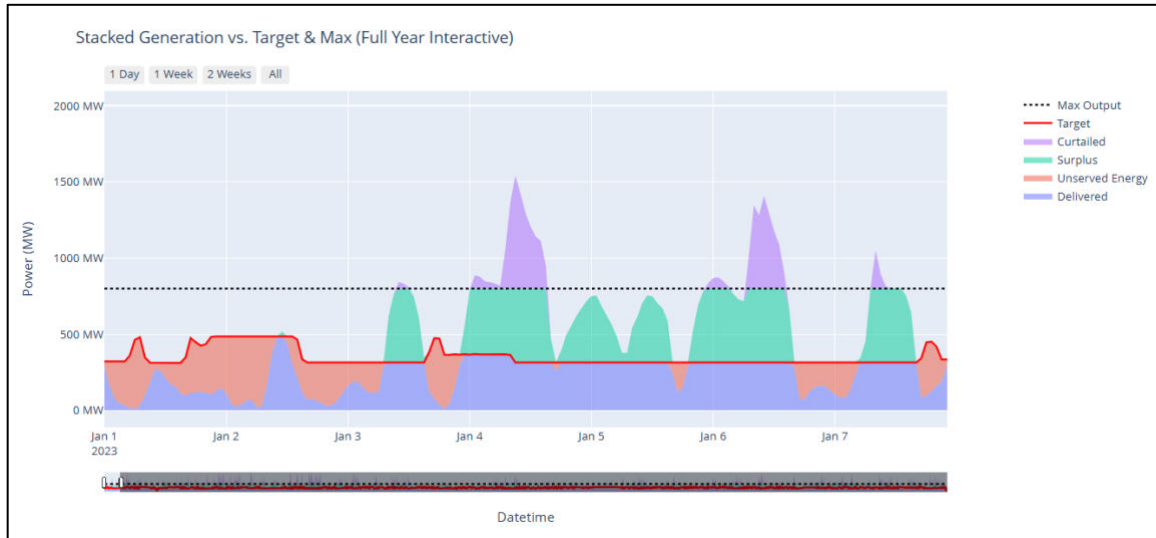 Stacked Generation vs. Target & Max (Full Year Interactive)
1 Day 1 Week 2 Weeks All
2000 MW
1500 MW
1000 MW
500 MW
0 MW
Power (MW)
Jan 1 Jan 2 Jan 3 Jan 4 Jan 5 Jan 6 Jan 7
2023
Datetime
Max Output
Target
Curtailed
Surplus
Unserved Energy
Delivered